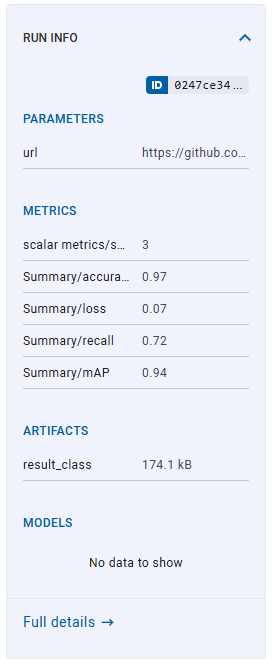 RUN INFO
ID 0247ce34...
PARAMETERS
url https://github.co...
METRICS
scalar metrics/s... 3
Summary/accura... 0.97
Summary/loss 0.07
Summary/recall 0.72
Summary/mAP 0.94
ARTIFACTS
result_class 174.1 kB
MODELS
No data to show
Full details →